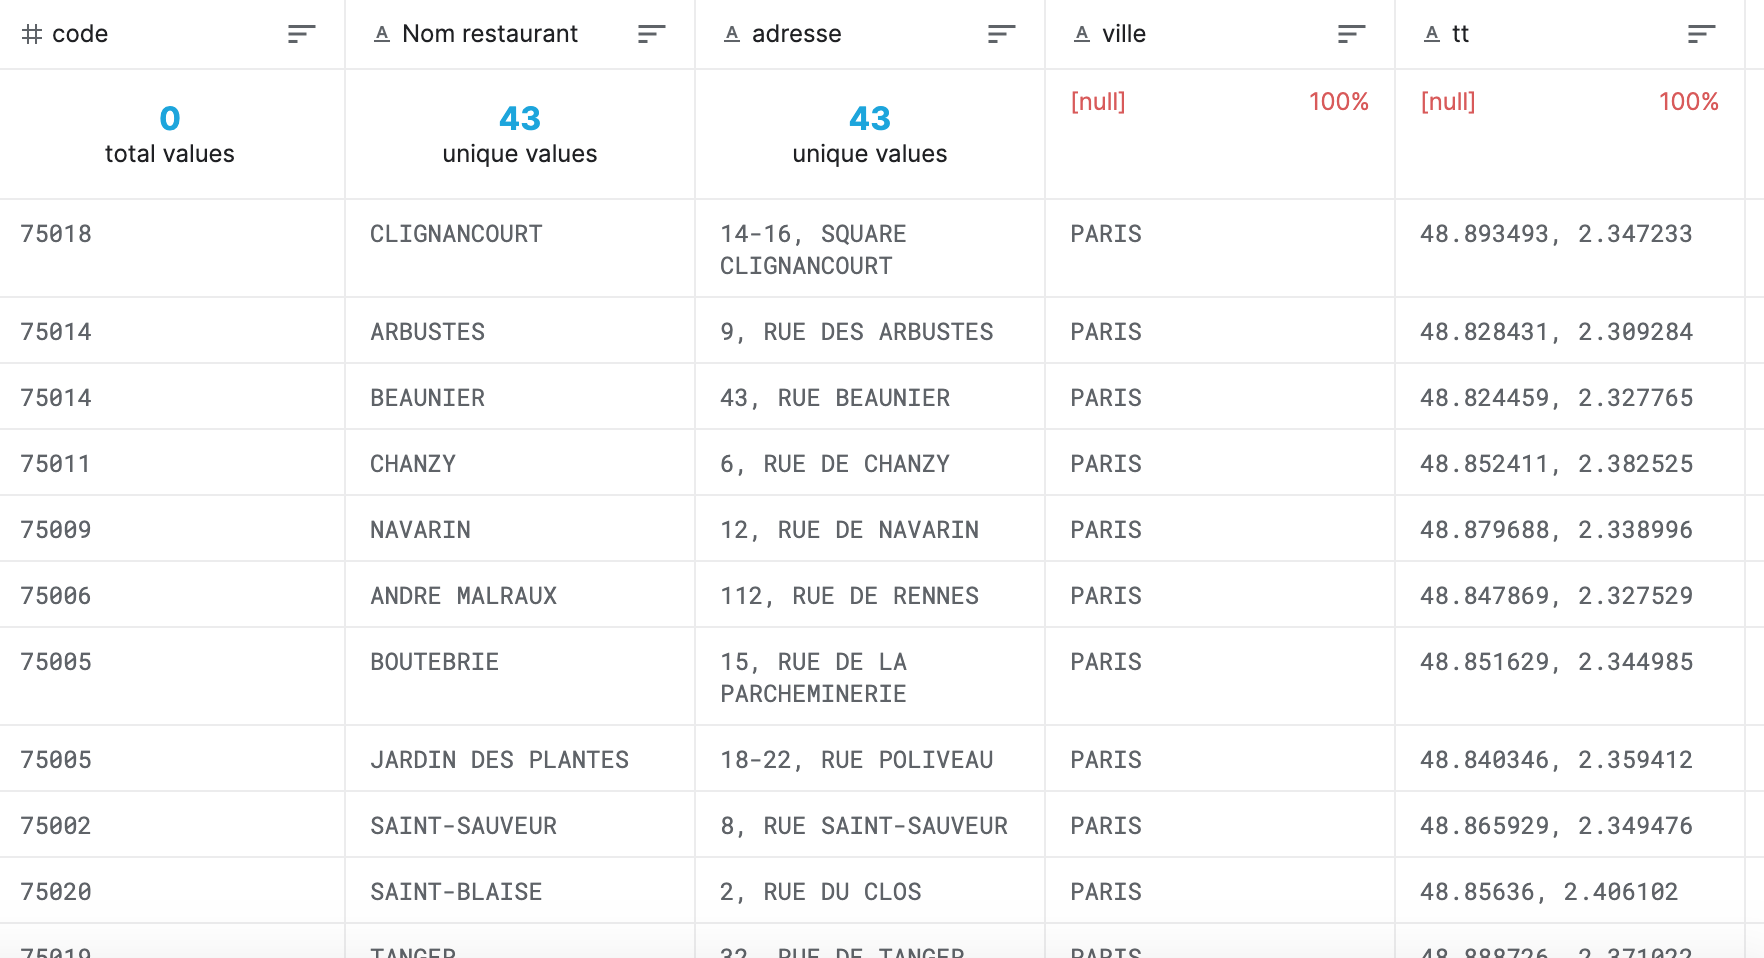 code Nom restaurant adresse ville tt
0 43 43 [null] 100% [null] 100%
total values unique values unique values
75018 CLIGNANCOURT 14-16, SQUARE PARIS 48.893493, 2.347233
CLIGNANCOURT
75014 ARBUSTES 9, RUE DES ARBUSTES PARIS 48.828431, 2.309284
75014 BEAUNIER 43, RUE BEAUNIER PARIS 48.824459, 2.327765
75011 CHANZY 6, RUE DE CHANZY PARIS 48.852411, 2.382525
75009 NAVARIN 12, RUE DE NAVARIN PARIS 48.879688, 2.338996
75006 ANDRE MALRAUX 112, RUE DE RENNES PARIS 48.847869, 2.327529
75005 BOUTEBRIE 15, RUE DE LA PARIS 48.851629, 2.344985
PARCHEMINERIE
75005 JARDIN DES PLANTES 18-22, RUE POLIVEAU PARIS 48.840346, 2.359412
75002 SAINT-SAUVEUR 8, RUE SAINT-SAUVEUR PARIS 48.865929, 2.349476
75020 SAINT-BLAISE 2, RUE DU CLOS PARIS 48.85636, 2.406102
75019 TANGER 32, RUE DE TANGER PARIS 48.888726, 2.371022